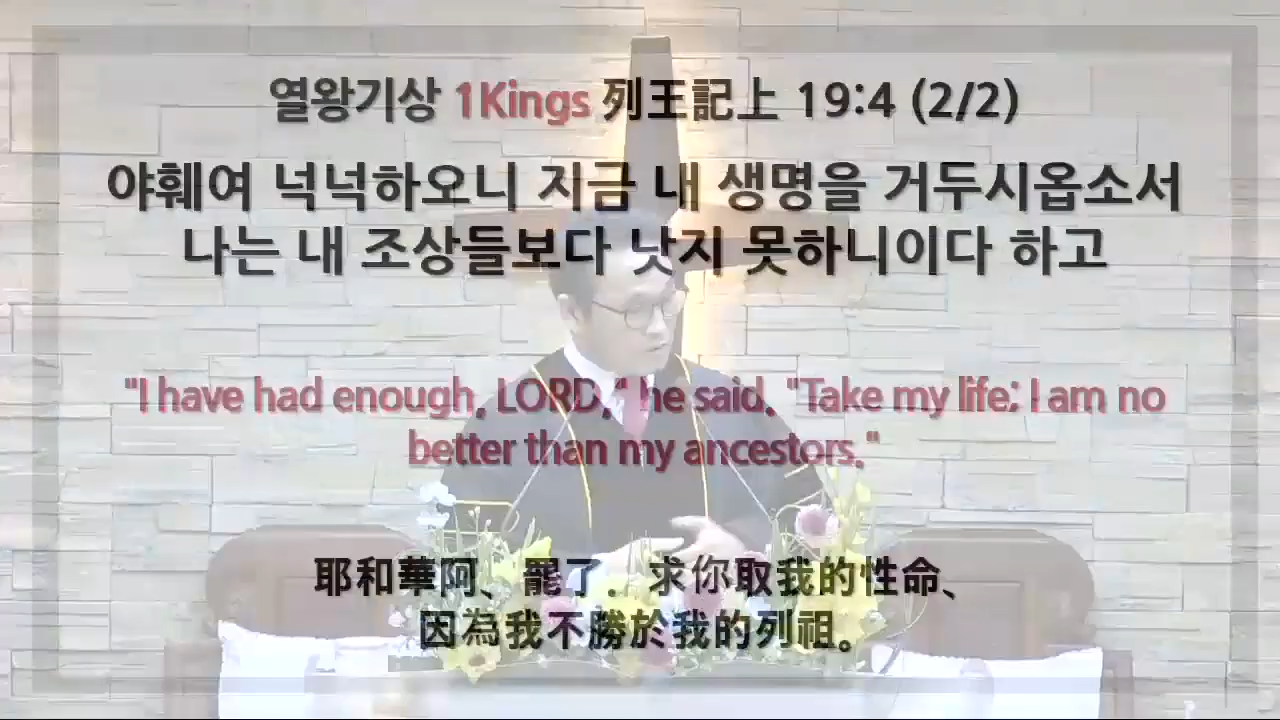 열왕기상 1Kings 列王記上 19:4 (2/2)
야훼여 넉넉하오니 지금 내 생명을 거두시옵소서
나는 내 조상들보다 낫지 못하니이다 하고
"I have had enough, LORD," he said. "Take my life; I am no
better than my ancestors."
耶和華阿、罷了．求你取我的性命、
因為我不勝於我的列祖。